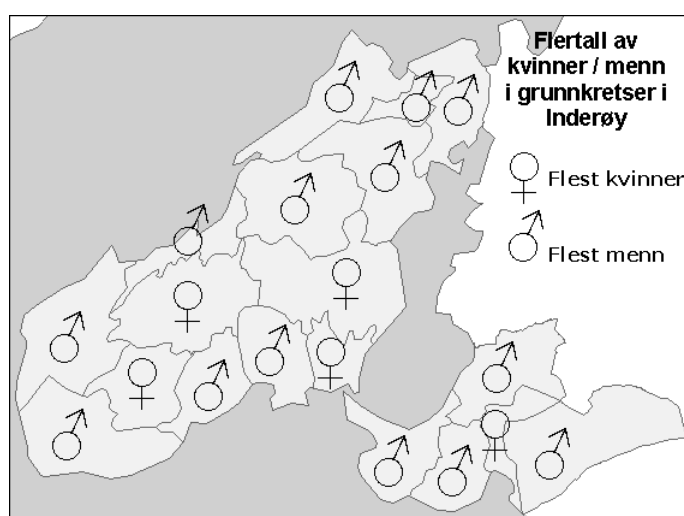 Flertall av
kvinner / menn
i grunnkretser i
Inderøy
Flest kvinner
Flest menn